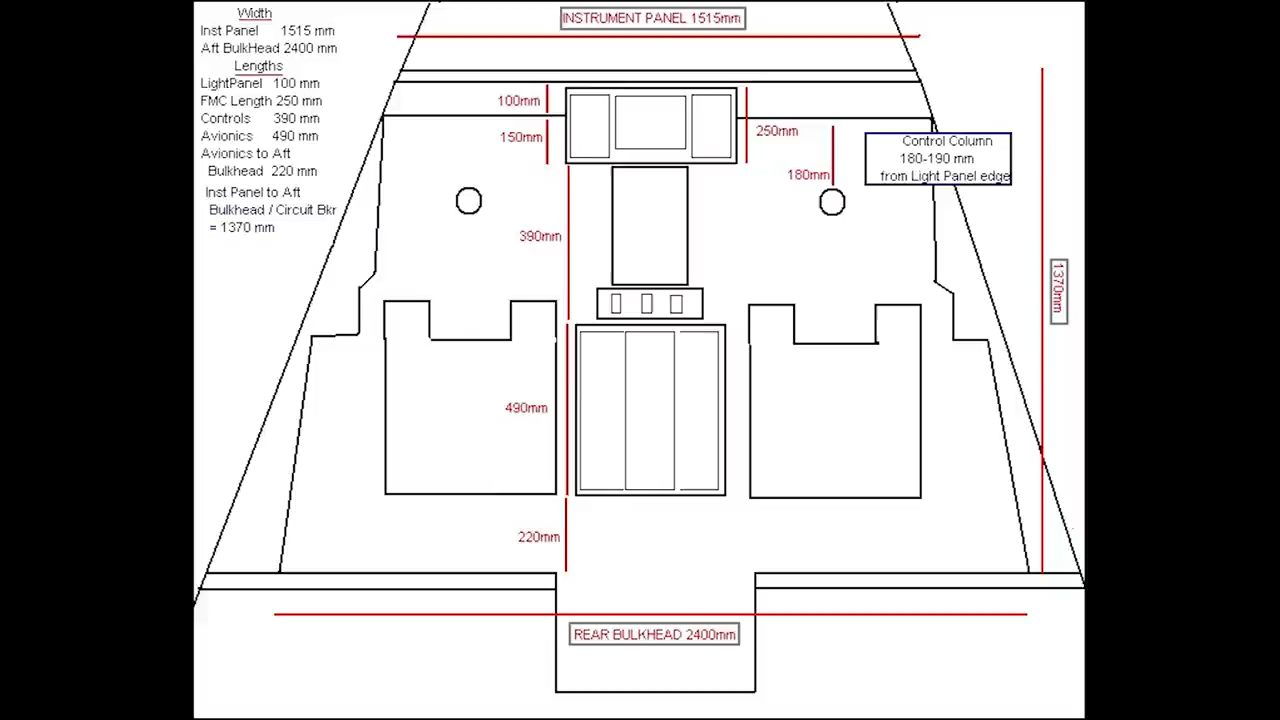 Width
Inst Panel 1515 mm
Aft BulkHead 2400 mm
Lengths
LightPanel 100 mm
FMC Length 250 mm
Controls 390 mm
Avionics 490 mm
Avionics to Aft
Bulkhead 220 mm
Inst Panel to Aft
Bulkhead / Circuit Bkr
= 1370 mm
INSTRUMENT PANEL 1515mm
100mm
150mm
250mm
180mm
Control Column
180-190 mm
from Light Panel edge
390mm
1370mm
490mm
220mm
REAR BULKHEAD 2400mm